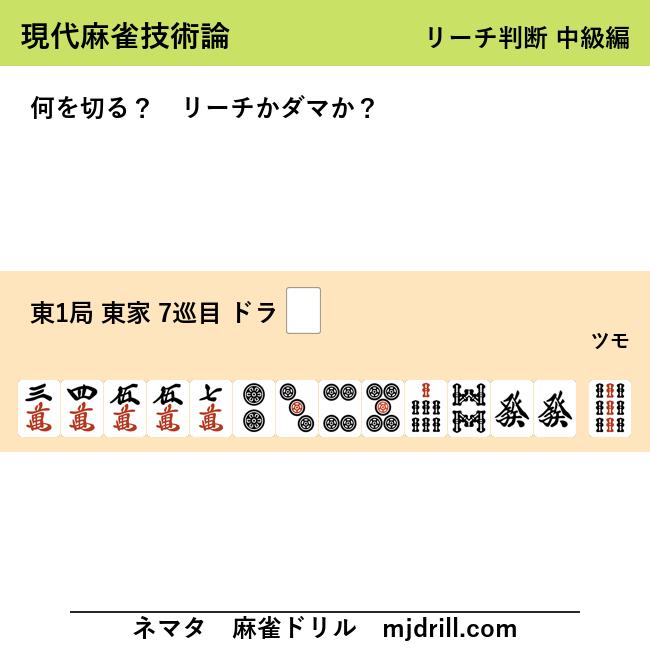 現代麻雀技術論
リーチ判断 中級編
何を切る？　リーチかダマか？
東1局 東家 7巡目 ドラ
ツモ
三萬 四萬 伍萬 伍萬 七萬 發 發
ネマタ　麻雀ドリル　mjdrill.com